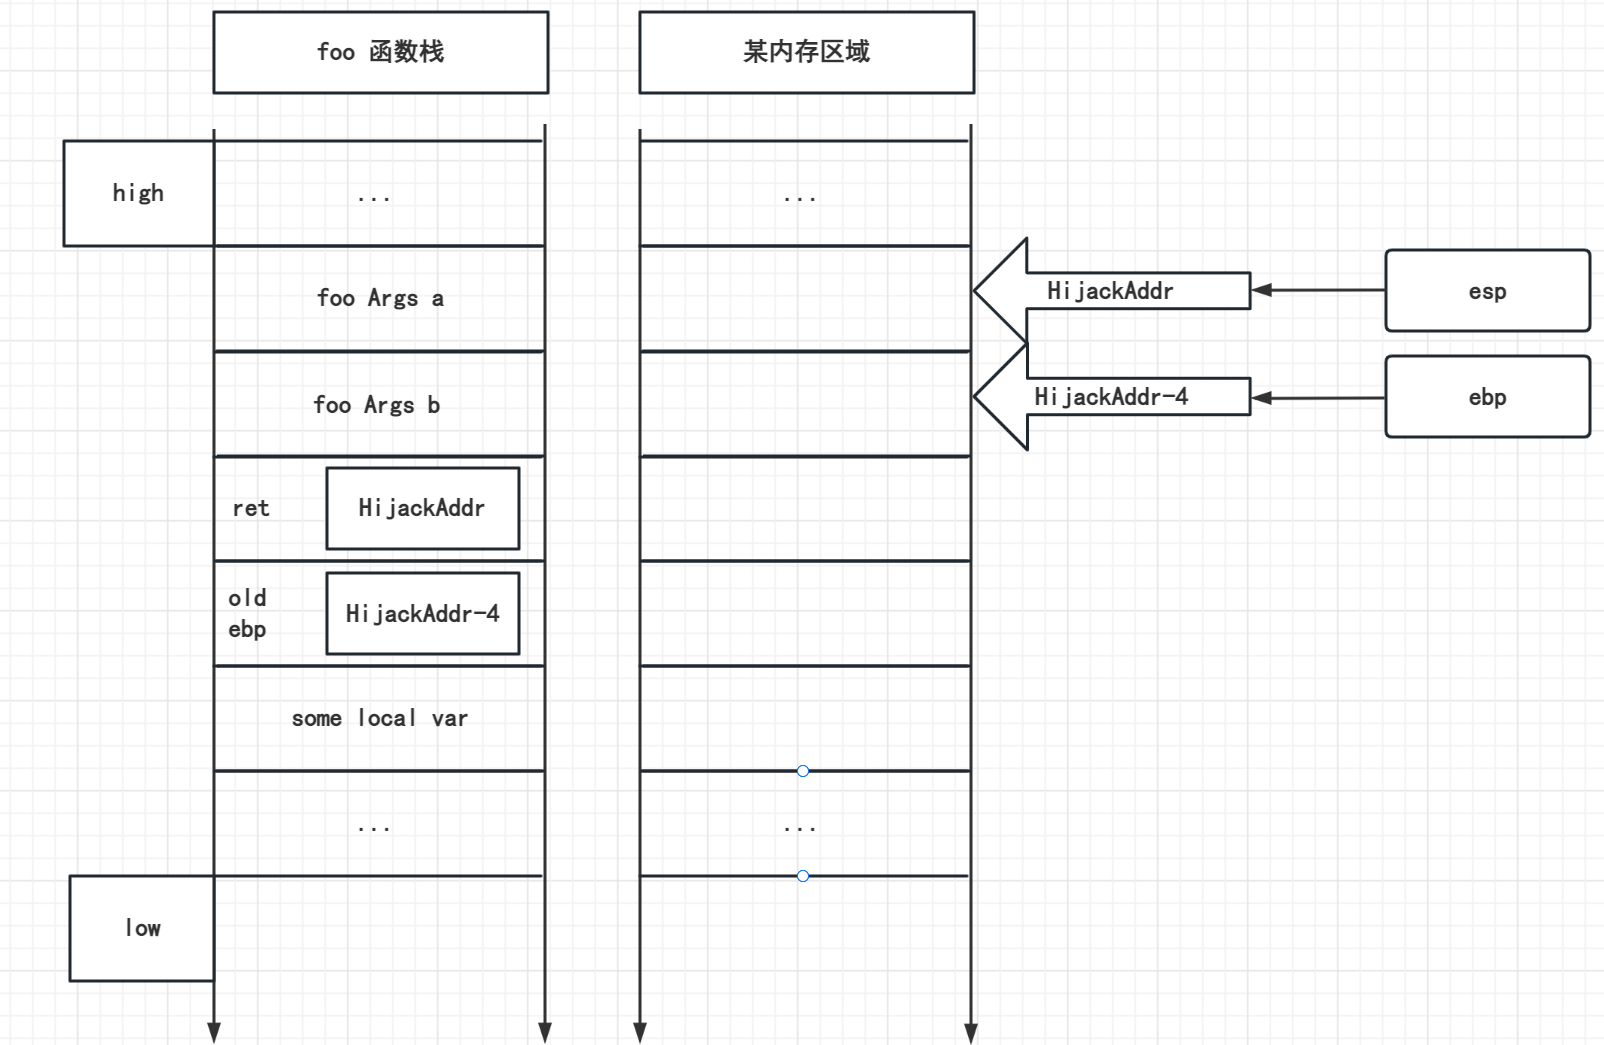 foo 函数栈
某内存区域
high
...
...
foo Args a
HijackAddr
esp
foo Args b
HijackAddr-4
ebp
ret
HijackAddr
old
ebp
HijackAddr-4
some local var
...
...
low